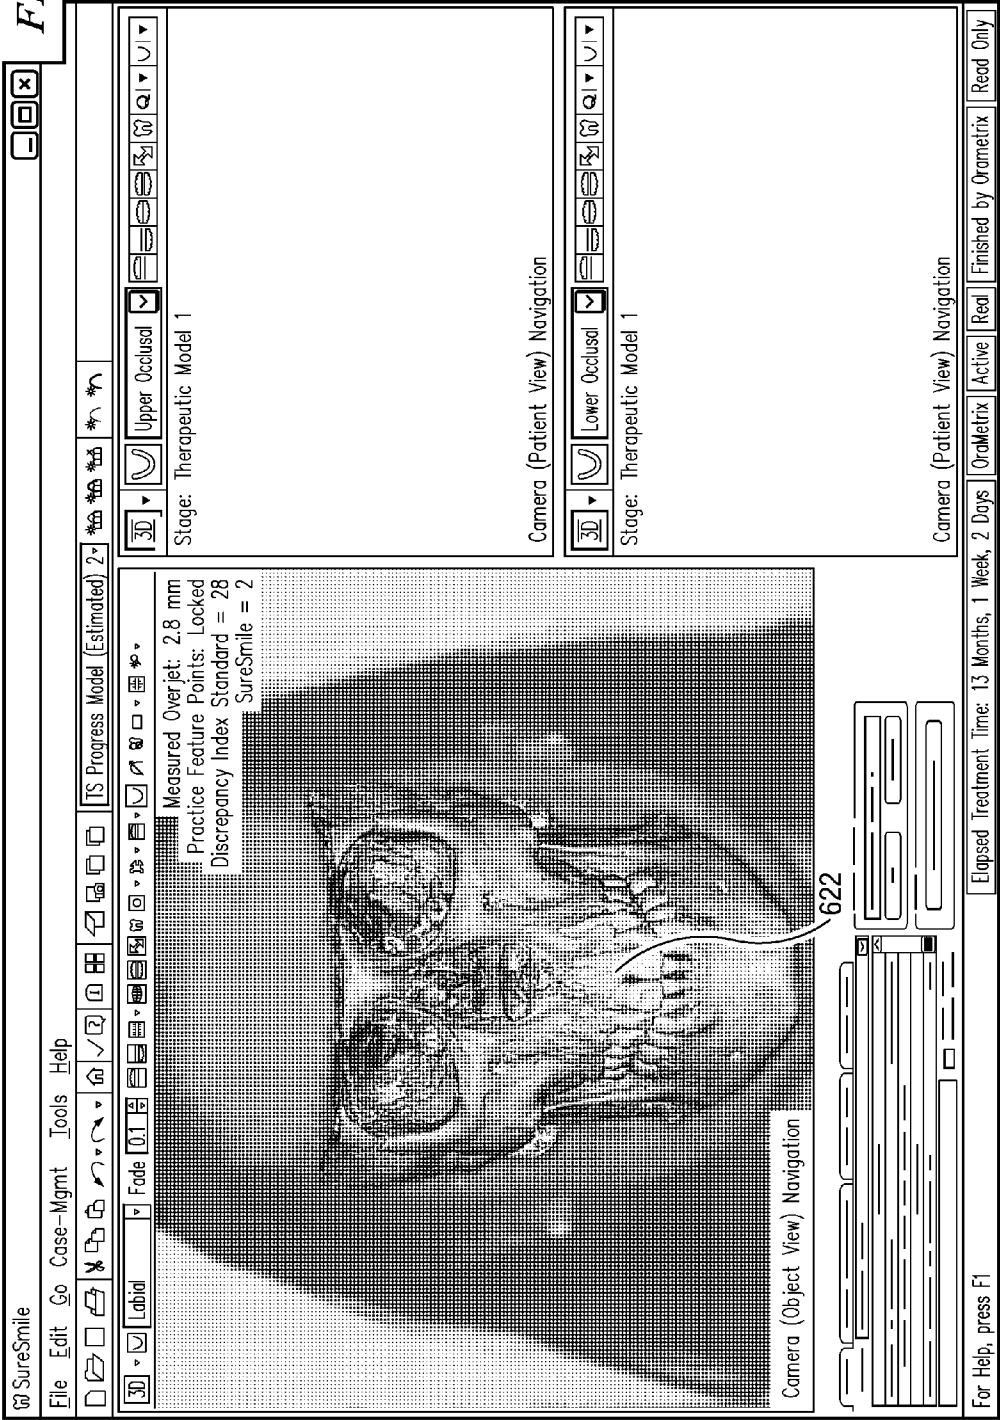 SureSmile
File Edit Go Case-Mgmt Tools Help
TS Progress Model (Estimated) 2
3D Labial Fade 0.1
Measured Overjet: 2.8 mm
Practice Feature Points: Locked
Discrepancy Index Standard = 28
SureSmile = 2
Camera (Object View) Navigation
622
3D Upper Occlusal
Stage: Therapeutic Model 1
Camera (Patient View) Navigation
3D Lower Occlusal
Stage: Therapeutic Model 1
Camera (Patient View) Navigation
For Help, press F1
Elapsed Treatment Time: 13 Months, 1 Week, 2 Days OraMetrix Active Real Finished by Orametrix Read Only